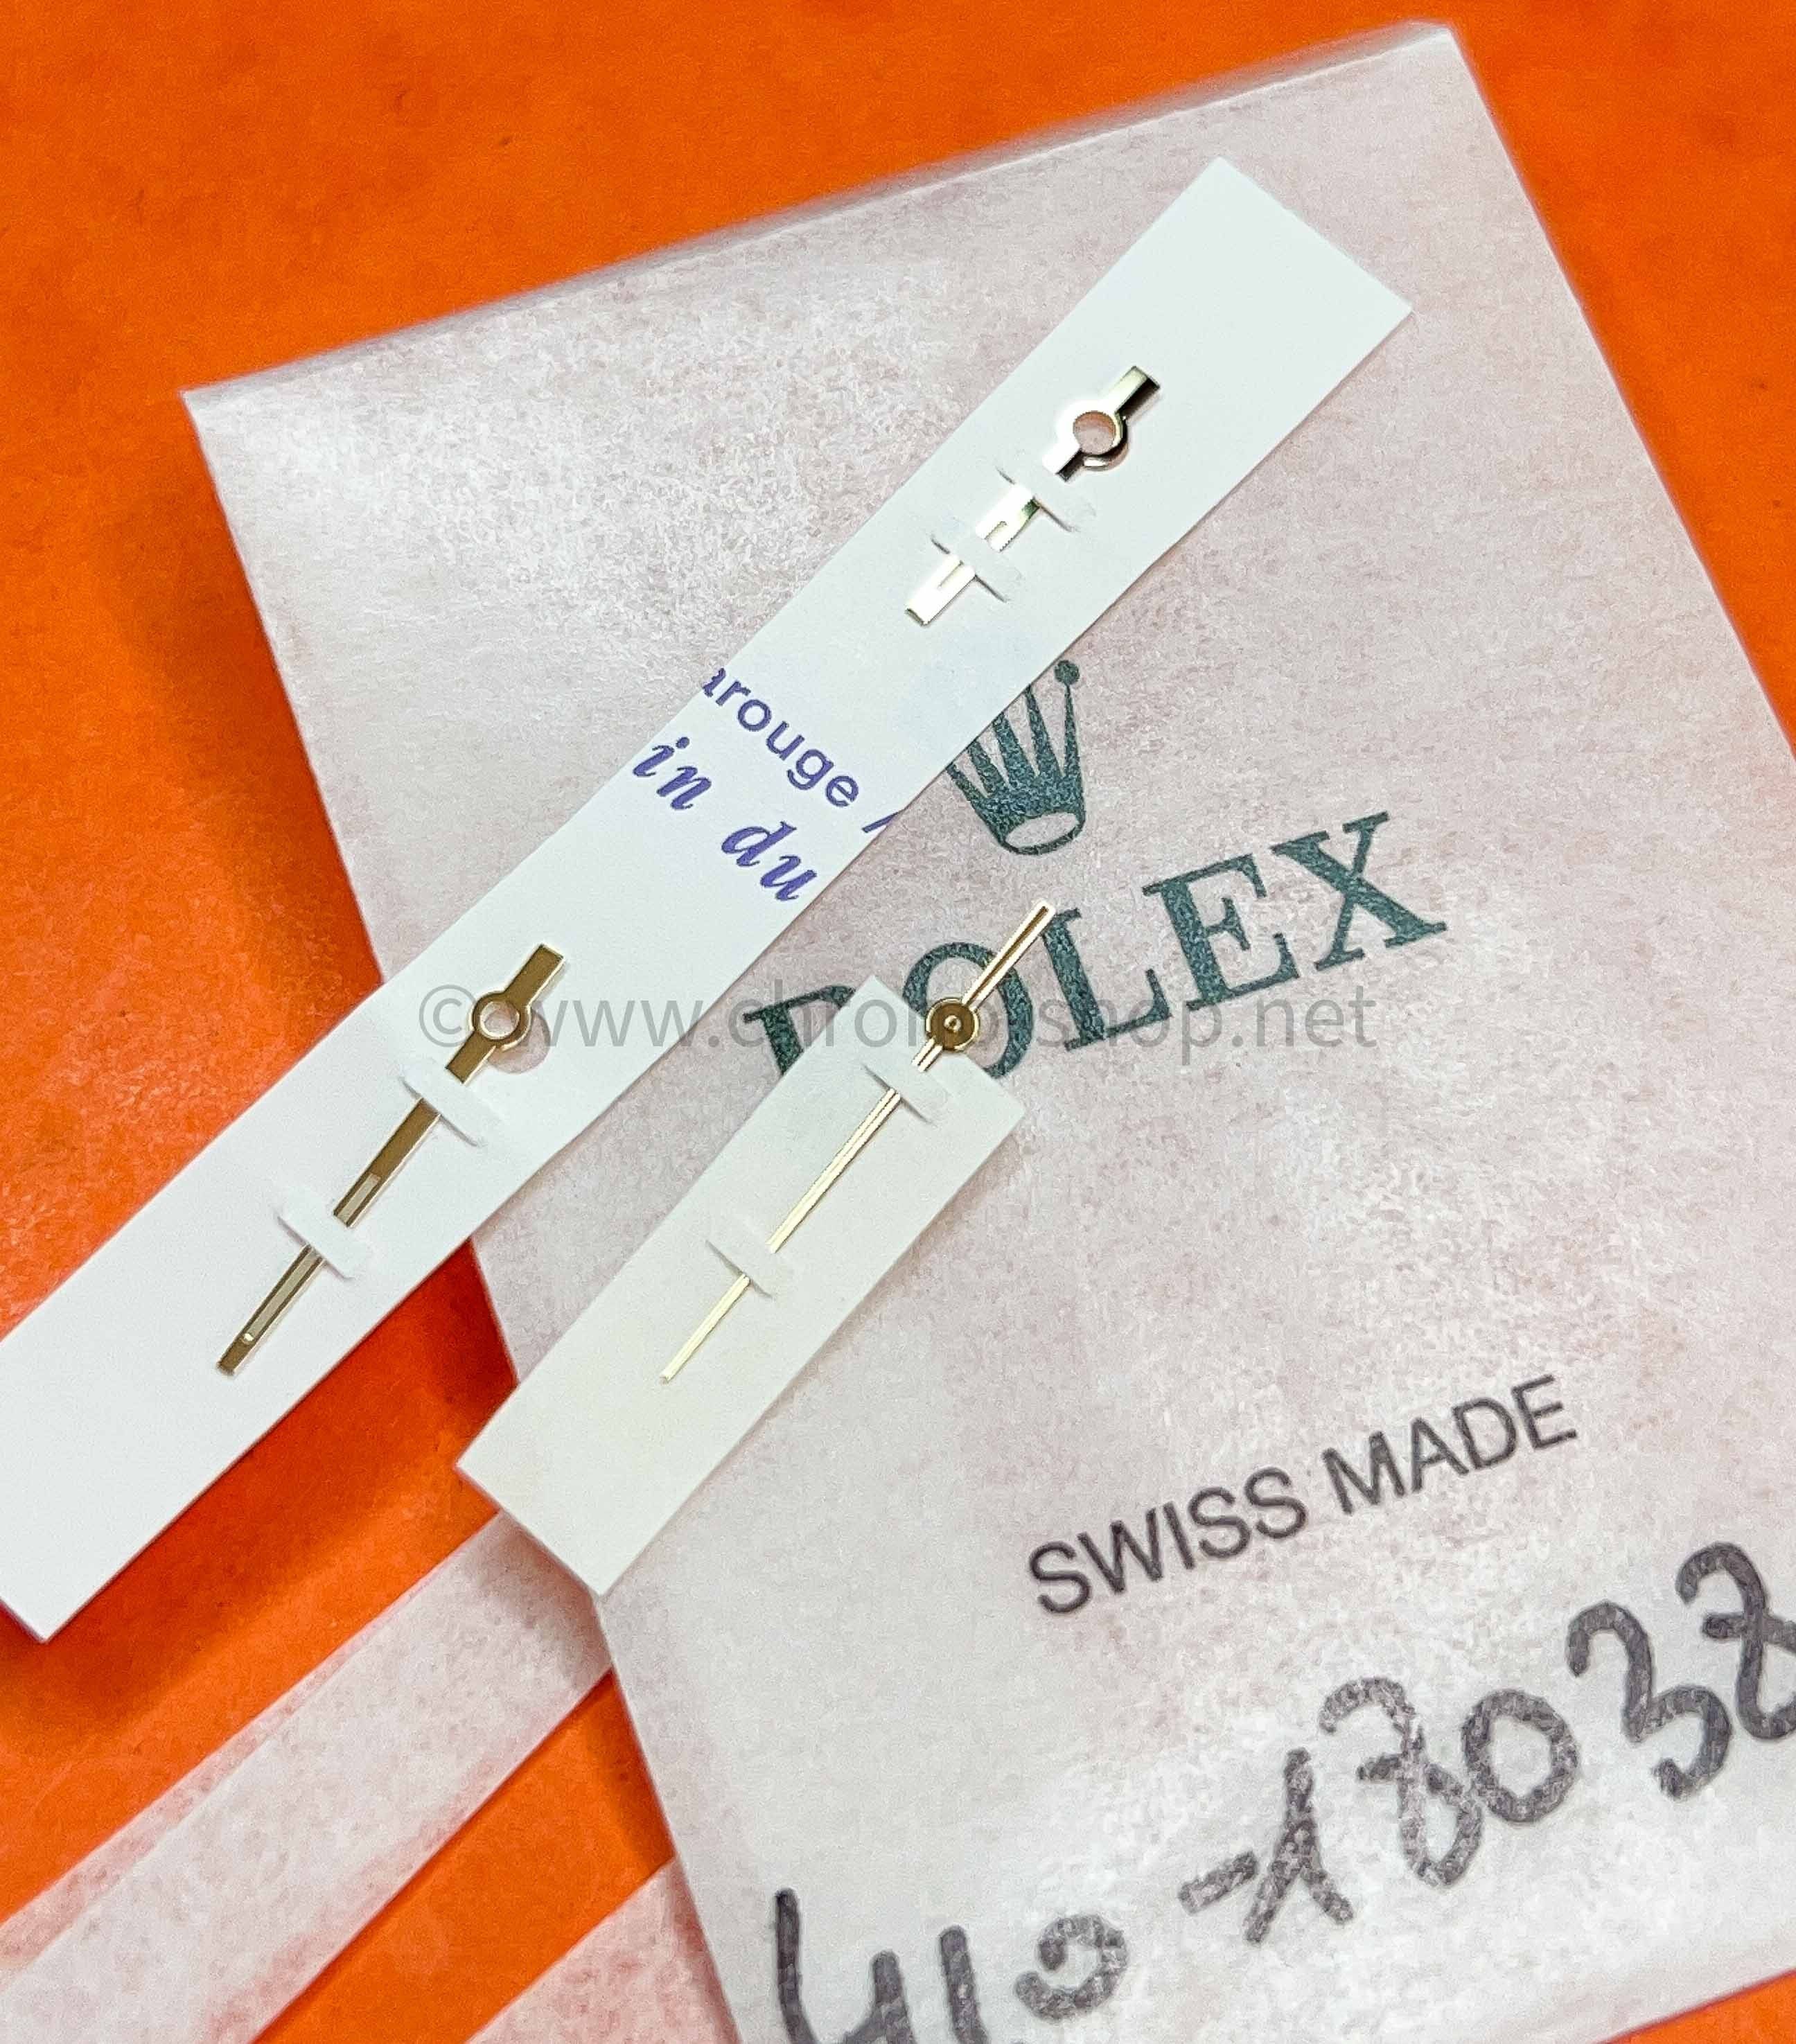 arouge
in du
ROLEX
©www.chronoshop.net
SWISS MADE
410-18038